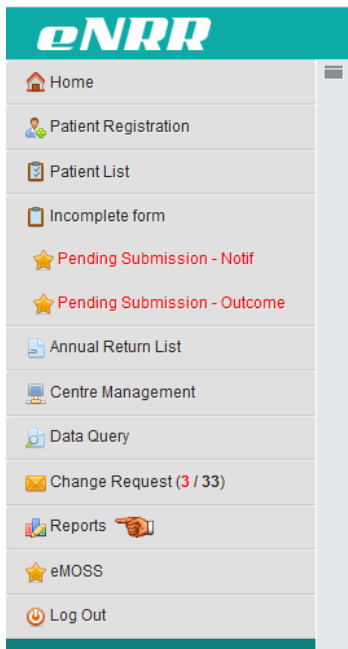 eNRR
Home
Patient Registration
Patient List
Incomplete form
Pending Submission - Notif
Pending Submission - Outcome
Annual Return List
Centre Management
Data Query
Change Request (3 / 33)
Reports
eMOSS
Log Out